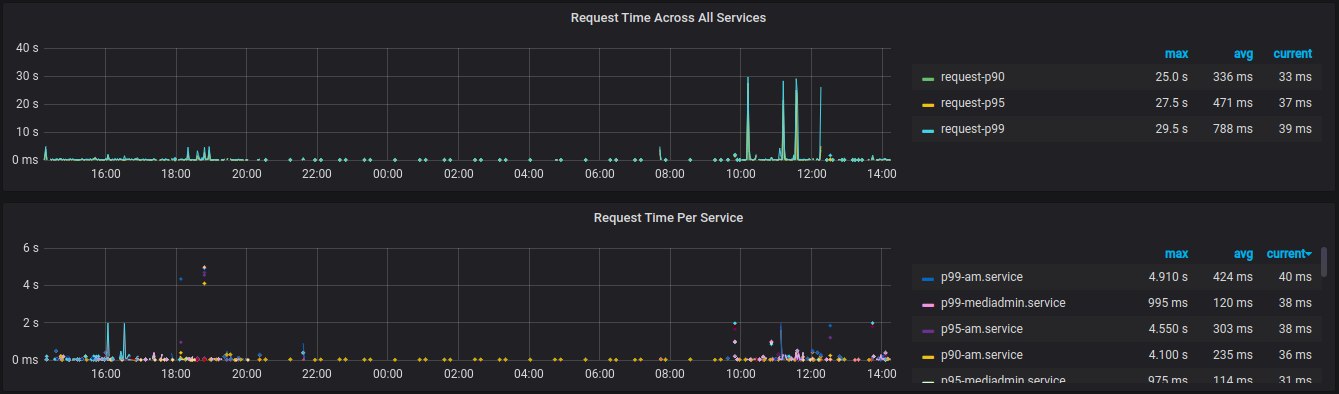 Request Time Across All Services
max avg current
40 s
30 s
20 s
10 s
0 ms
request-p90 25.0 s 336 ms 33 ms
request-p95 27.5 s 471 ms 37 ms
request-p99 29.5 s 788 ms 39 ms
16:00 18:00 20:00 22:00 00:00 02:00 04:00 06:00 08:00 10:00 12:00 14:00
Request Time Per Service
max avg current
6 s
4 s
2 s
0 ms
p99-am.service 4.910 s 424 ms 40 ms
p99-mediadmin.service 995 ms 120 ms 38 ms
p95-am.service 4.550 s 303 ms 38 ms
p90-am.service 4.100 s 235 ms 36 ms
p95-mediadmin.service 975 ms 114 ms 31 ms
16:00 18:00 20:00 22:00 00:00 02:00 04:00 06:00 08:00 10:00 12:00 14:00